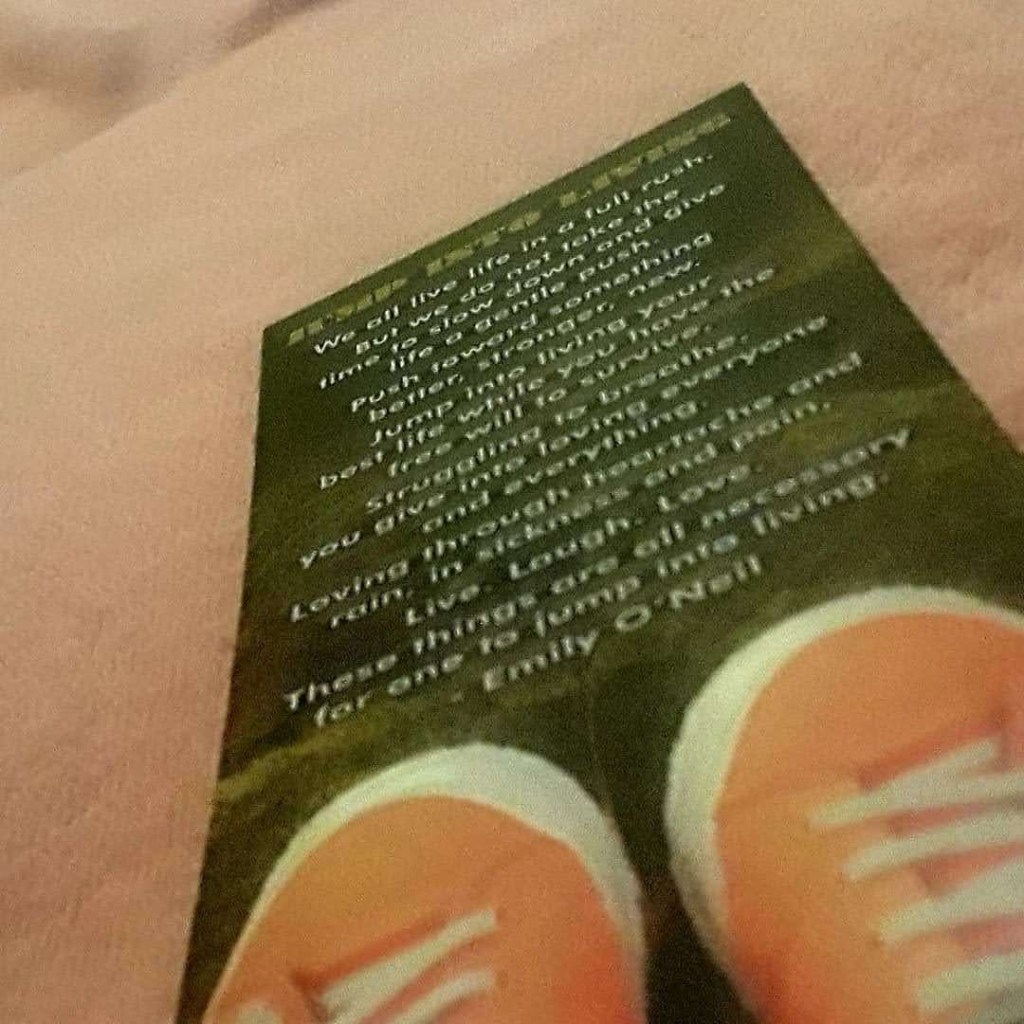 JUMP INTO LIVING
We all live life in a full rush.
But we do not take the
time to slow down and give
life a gentle push.
Push toward something
better, stronger, new.
Jump into living your
best life while you have the
free will to survive.
Struggling to breathe.
you give into loving everyone
and everything.
Loving through heartache and
rain, in sickness and pain.
Live. Laugh. Love.
These things are all necessary
for one to jump into living.
- Emily O'Neil